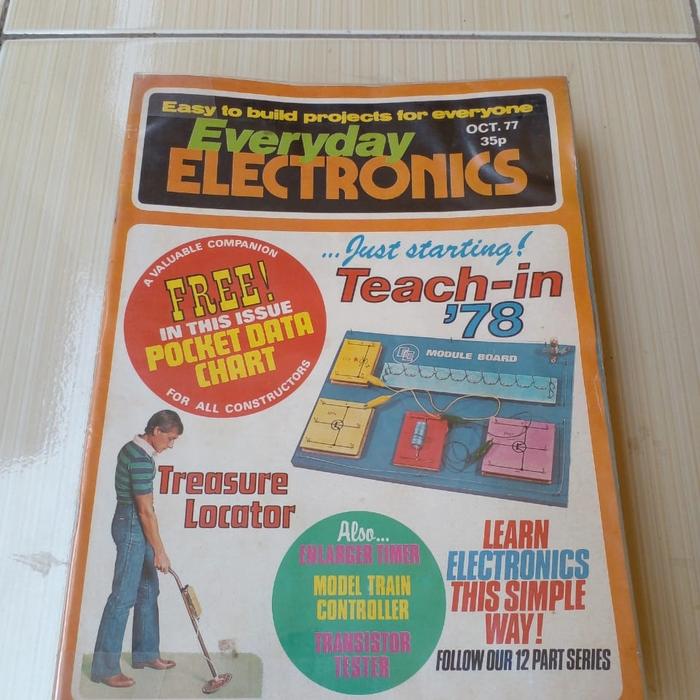 Easy to build projects for everyone
Everyday
ELECTRONICS
OCT. 77
35p
A VALUABLE COMPANION
FREE!
IN THIS ISSUE
POCKET DATA
CHART
FOR ALL CONSTRUCTORS
...Just starting!
Teach-in
'78
MODULE BOARD
Treasure
Locator
Also...
ENLARGER TIMER
MODEL TRAIN
CONTROLLER
TRANSISTOR
TESTER
LEARN
ELECTRONICS
THIS SIMPLE
WAY!
FOLLOW OUR 12 PART SERIES